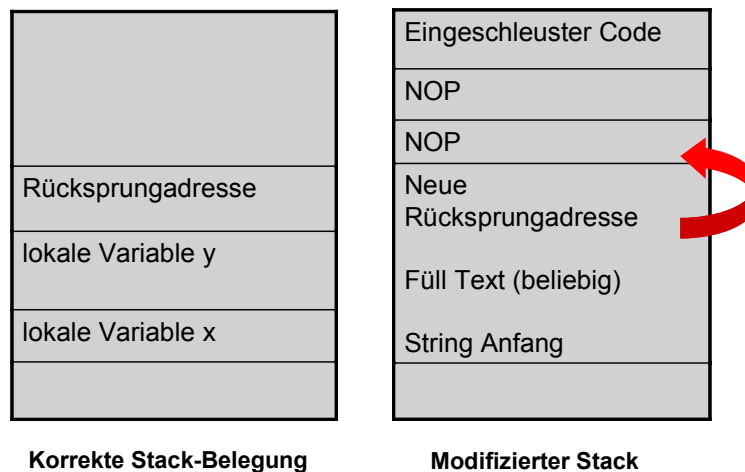 Rücksprungadresse
lokale Variable y
lokale Variable x
Korrekte Stack-Belegung
Eingeschleuster Code
NOP
NOP
Neue
Rücksprungadresse
Füll Text (beliebig)
String Anfang
Modifizierter Stack